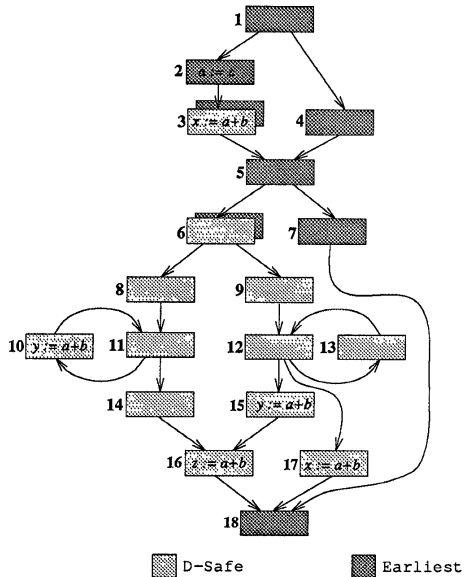 1
2 a := c
3 x := a+b
4
5
6
7
8
9
10 y := a+b
11
12
13
14
15 y := a+b
16 z := a+b
17 x := a+b
18
D-Safe
Earliest